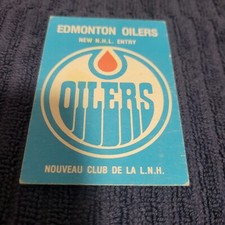 EDMONTON OILERS
NEW N.H.L. ENTRY
OILERS
NOUVEAU CLUB DE LA L.N.H.